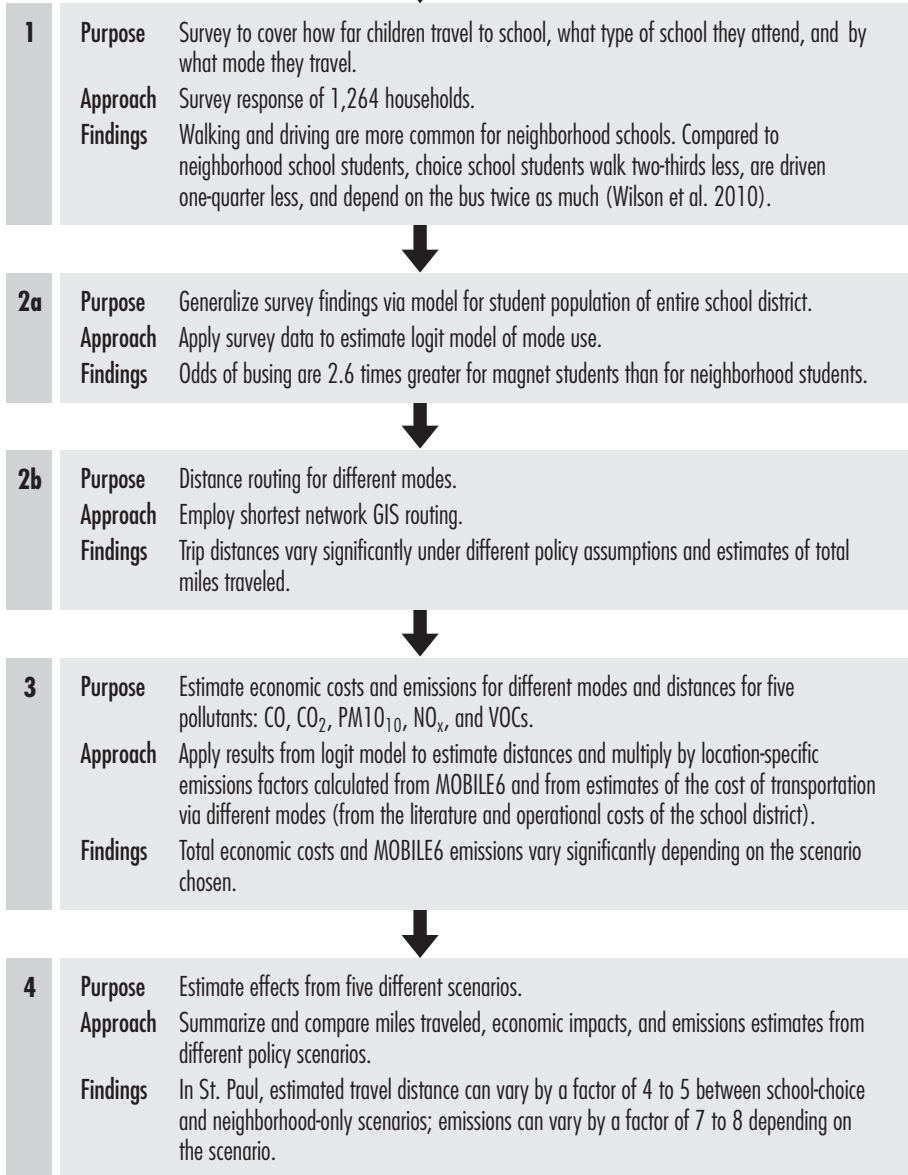 1 Purpose Survey to cover how far children travel to school, what type of school they attend, and by
what mode they travel.
Approach Survey response of 1,264 households.
Findings Walking and driving are more common for neighborhood schools. Compared to
neighborhood school students, choice school students walk two-thirds less, are driven
one-quarter less, and depend on the bus twice as much (Wilson et al. 2010).
2a Purpose Generalize survey findings via model for student population of entire school district.
Approach Apply survey data to estimate logit model of mode use.
Findings Odds of busing are 2.6 times greater for magnet students than for neighborhood students.
2b Purpose Distance routing for different modes.
Approach Employ shortest network GIS routing.
Findings Trip distances vary significantly under different policy assumptions and estimates of total
miles traveled.
3 Purpose Estimate economic costs and emissions for different modes and distances for five
pollutants: CO, CO₂, PM10₁₀, NOₓ, and VOCs.
Approach Apply results from logit model to estimate distances and multiply by location-specific
emissions factors calculated from MOBILE6 and from estimates of the cost of transportation
via different modes (from the literature and operational costs of the school district).
Findings Total economic costs and MOBILE6 emissions vary significantly depending on the scenario
chosen.
4 Purpose Estimate effects from five different scenarios.
Approach Summarize and compare miles traveled, economic impacts, and emissions estimates from
different policy scenarios.
Findings In St. Paul, estimated travel distance can vary by a factor of 4 to 5 between school-choice
and neighborhood-only scenarios; emissions can vary by a factor of 7 to 8 depending on
the scenario.